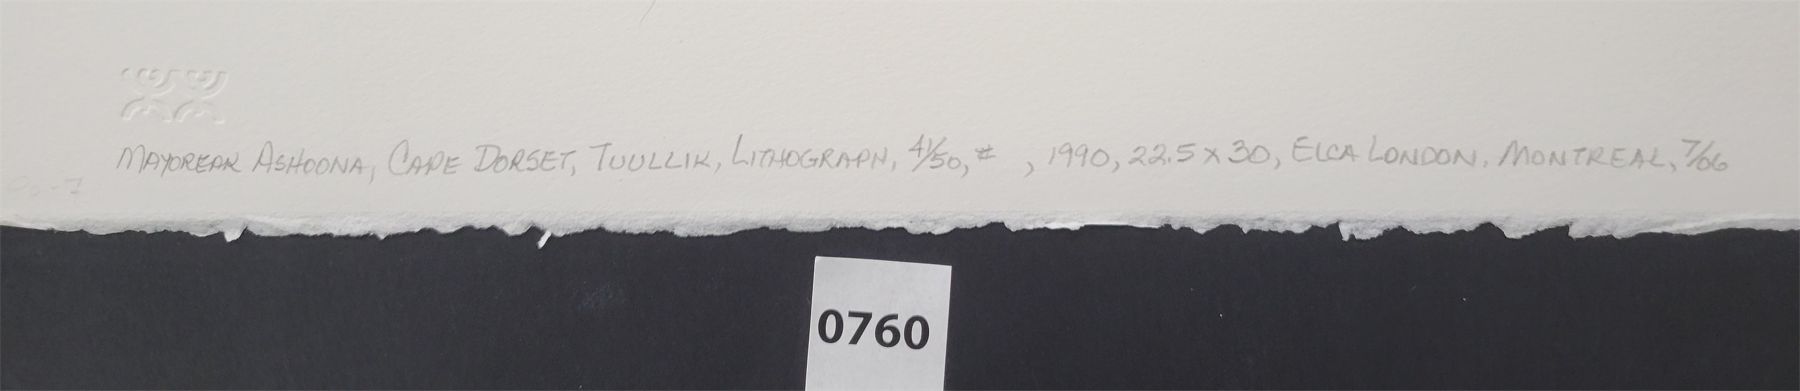 MAYOREAK ASHOONA, CAPE DORSET, TUULLIK, LITHOGRAPH, 41/50, # , 1990, 22.5 x 30, ELCA LONDON, MONTREAL, 7/06
0760